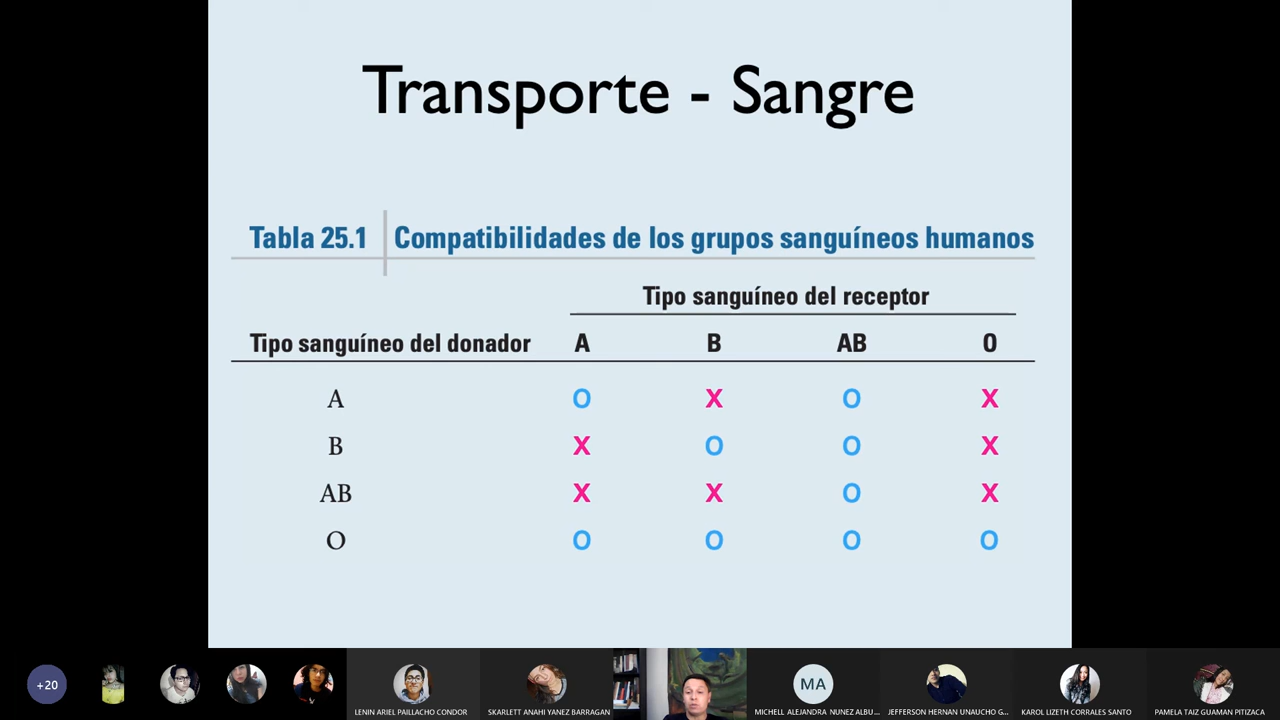 Transporte - Sangre
Tabla 25.1 Compatibilidades de los grupos sanguíneos humanos
Tipo sanguíneo del receptor
Tipo sanguíneo del donador A B AB O
A O X O X
B X O O X
AB X X O X
O O O O O
+20
LENIN ARIEL PAILLACHO CONDOR
SKARLETT ANAHI YANEZ BARRAGAN
MA
MICHELL ALEJANDRA NUNEZ ALBU...
JEFFERSON HERNAN UNAUCHO G...
KAROL LIZETH CORRALES SANTO
PAMELA TAIZ GUAMAN PITIZACA